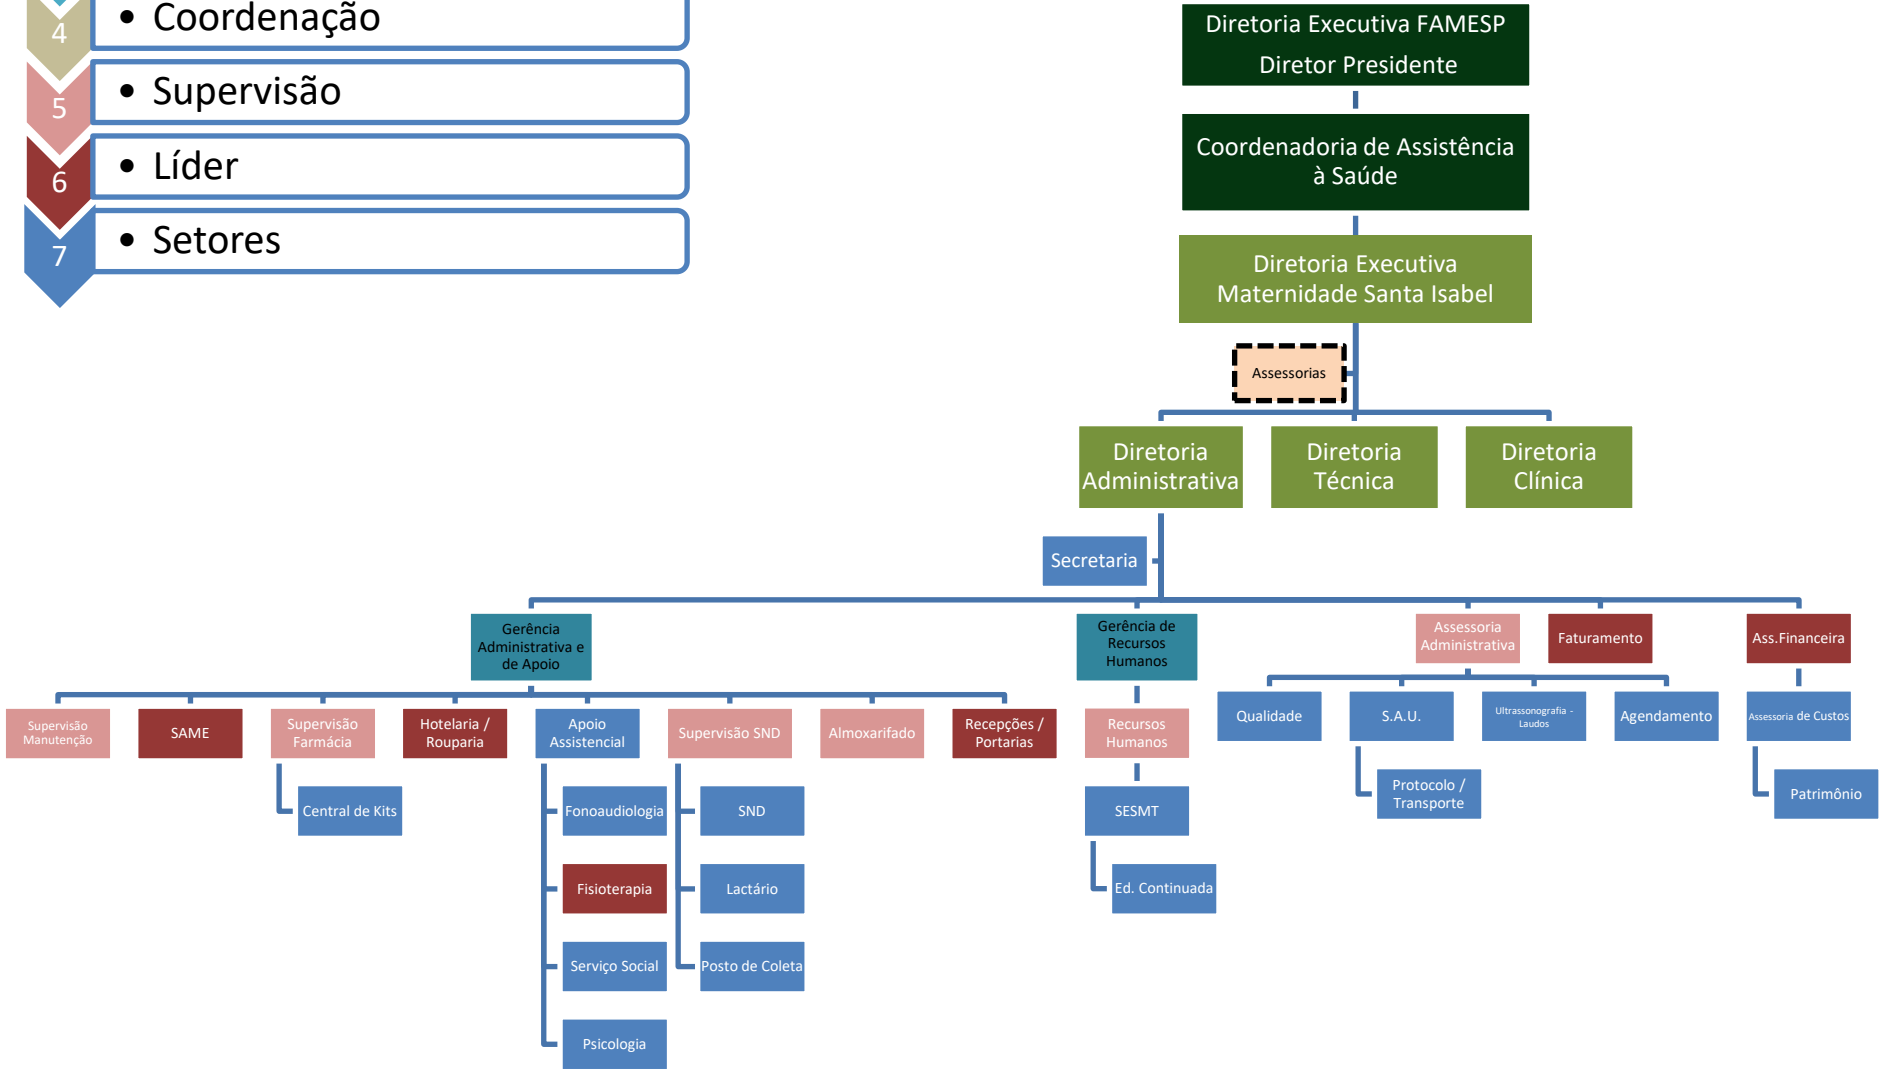 4
• Coordenação
5
• Supervisão
6
• Líder
7
• Setores
Diretoria Executiva FAMESP
Diretor Presidente
Coordenadoria de Assistência
à Saúde
Diretoria Executiva
Maternidade Santa Isabel
Assessorias
Diretoria
Administrativa
Diretoria
Técnica
Diretoria
Clínica
Secretaria
Gerência
Administrativa e
de Apoio
Gerência de
Recursos
Humanos
Assessoria
Administrativa
Faturamento
Ass.Financeira
Supervisão
Manutenção
SAME
Supervisão
Farmácia
Hotelaria /
Rouparia
Apoio
Assistencial
Supervisão SND
Almoxarifado
Recepções /
Portarias
Recursos
Humanos
Qualidade
S.A.U.
Ultrassonografia -
Laudos
Agendamento
Assessoria de Custos
Central de Kits
Fonoaudiologia
SND
SESMT
Protocolo /
Transporte
Patrimônio
Fisioterapia
Lactário
Ed. Continuada
Serviço Social
Posto de Coleta
Psicologia